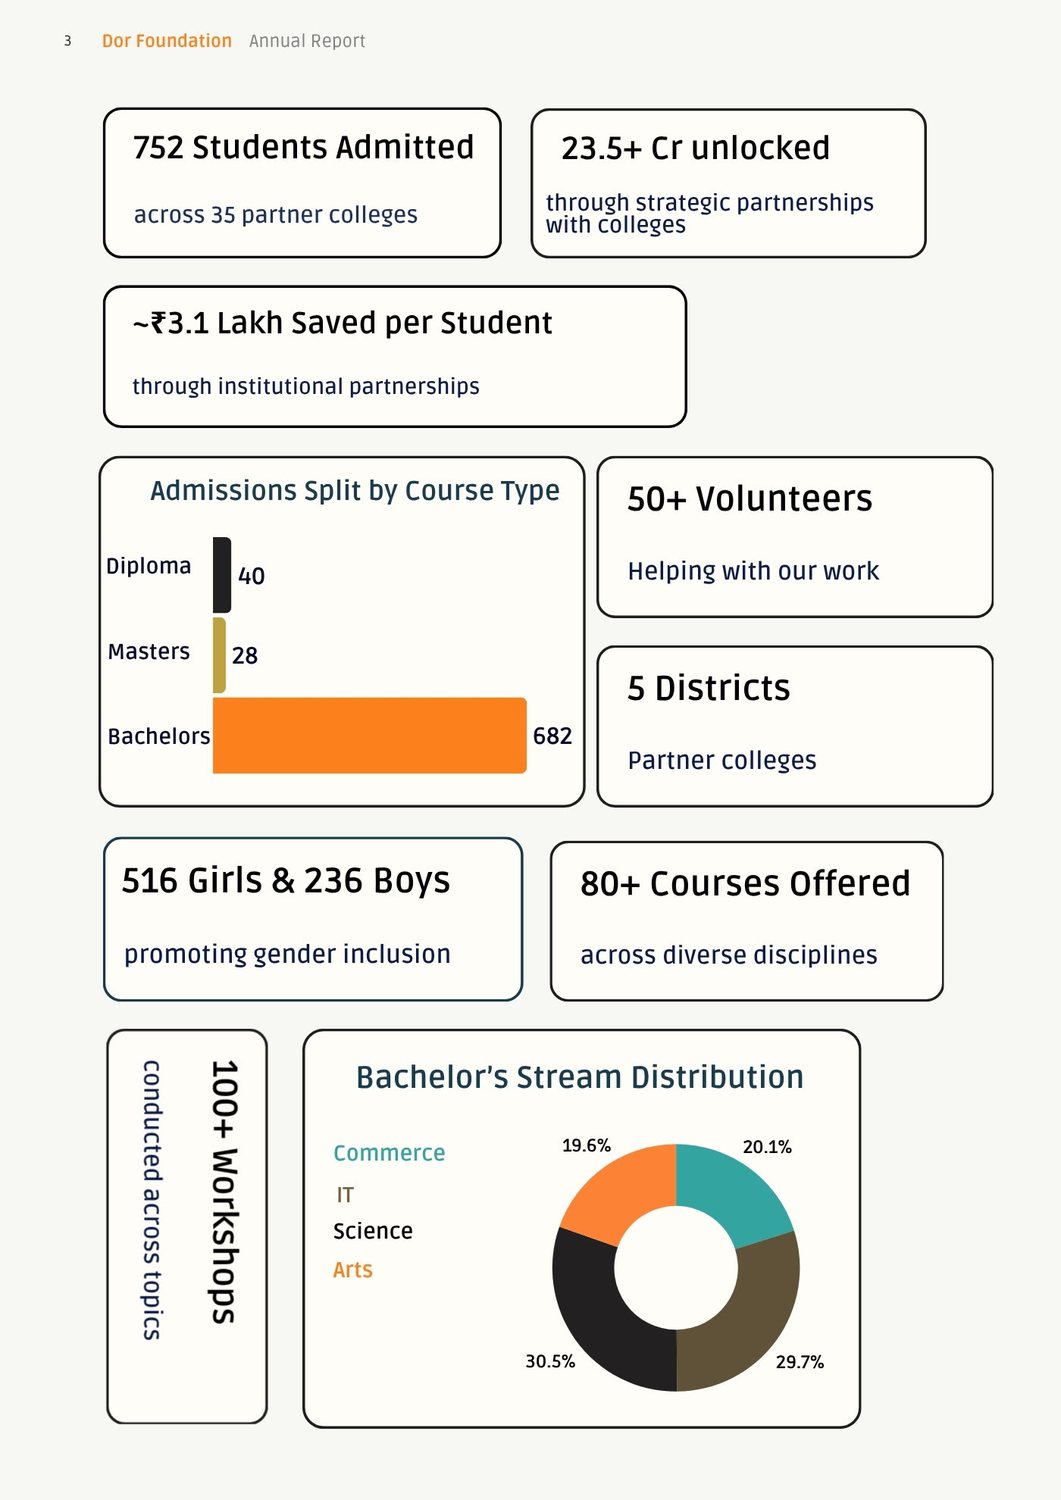 3 Dor Foundation Annual Report
752 Students Admitted
across 35 partner colleges
23.5+ Cr unlocked
through strategic partnerships
with colleges
~₹3.1 Lakh Saved per Student
through institutional partnerships
Admissions Split by Course Type
Diploma 40
Masters 28
Bachelors 682
50+ Volunteers
Helping with our work
5 Districts
Partner colleges
516 Girls & 236 Boys
promoting gender inclusion
80+ Courses Offered
across diverse disciplines
100+ Workshops
conducted across topics
Bachelor’s Stream Distribution
Commerce
IT
Science
Arts
19.6%
20.1%
30.5%
29.7%